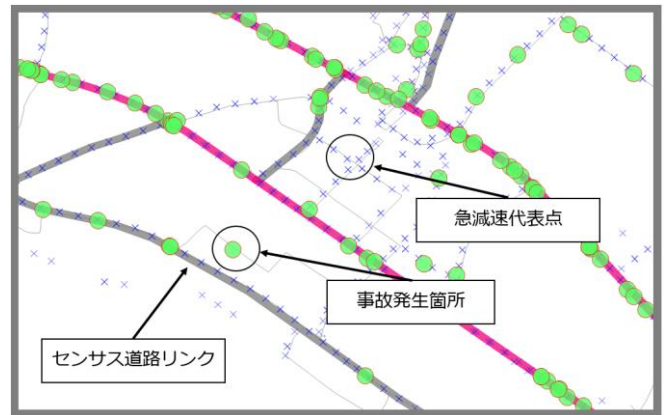 急減速代表点
事故発生箇所
センサス道路リンク